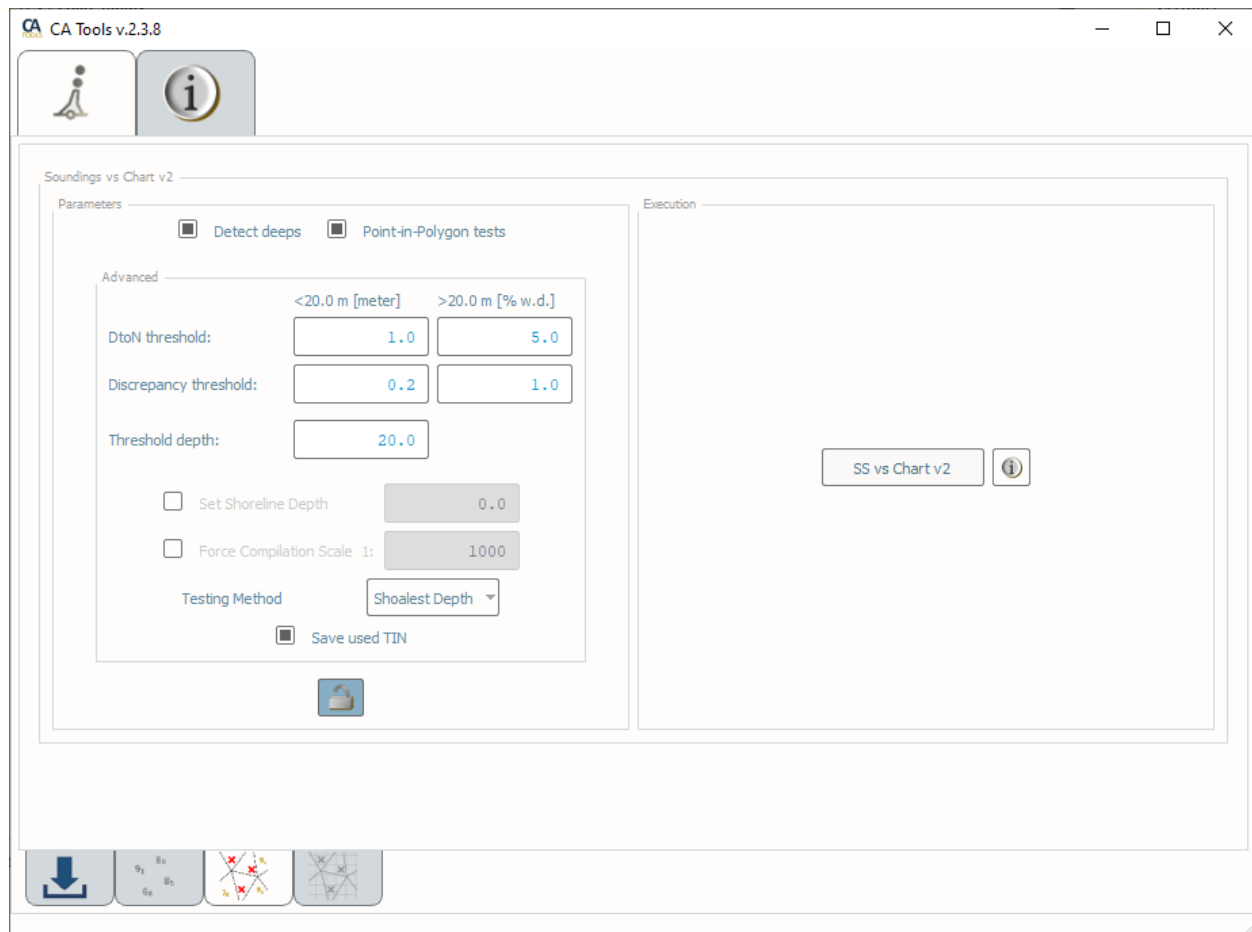 CA Tools v.2.3.8
Soundings vs Chart v2
Parameters
Detect deeps Point-in-Polygon tests
Advanced
<20.0 m [meter] >20.0 m [% w.d.]
DtoN threshold: 1.0 5.0
Discrepancy threshold: 0.2 1.0
Threshold depth: 20.0
Set Shoreline Depth 0.0
Force Compilation Scale 1: 1000
Testing Method Shoalest Depth
Save used TIN
Execution
SS vs Chart v2